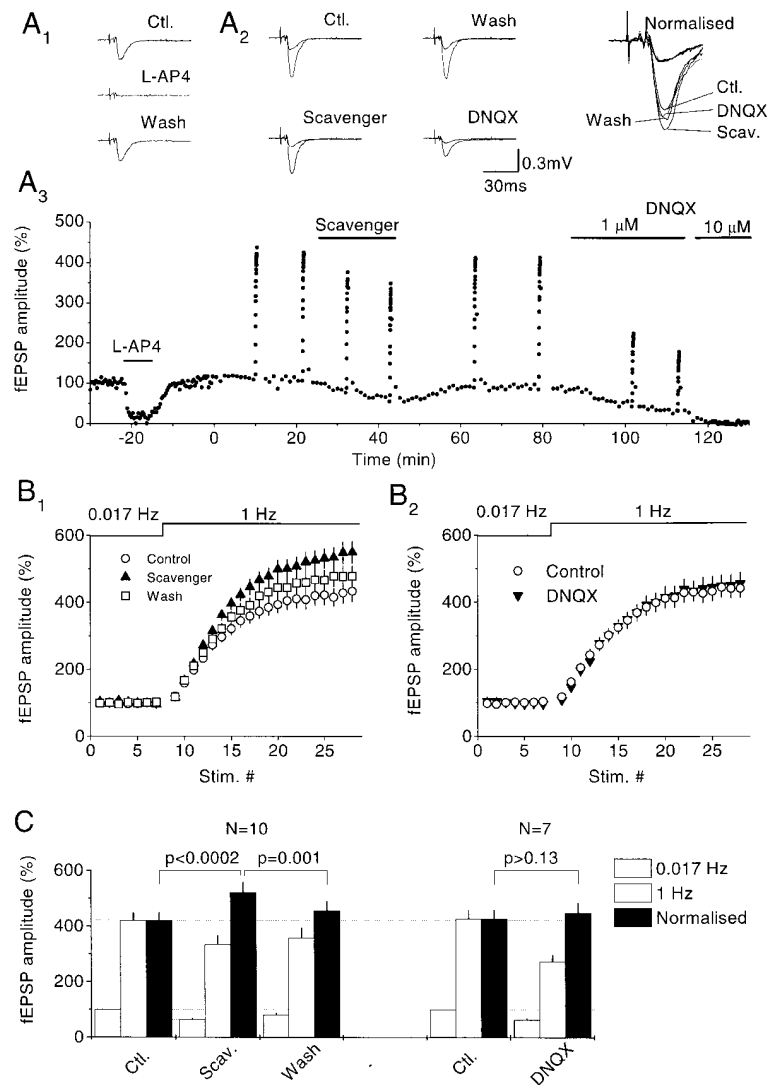 A1
A2
Ctl.
L-AP4
Wash
Ctl.
Wash
Scavenger
DNQX
0.3mV
30ms
Normalised
Ctl.
DNQX
Wash
Scav.
A3
fEPSP amplitude (%)
500
400
300
200
100
0
L-AP4
Scavenger
DNQX
1 µM
10 µM
-20
0
20
40
60
80
100
120
Time (min)
B1
0.017 Hz
1 Hz
fEPSP amplitude (%)
600
400
200
0
Control
Scavenger
Wash
0
5
10
15
20
25
Stim. #
B2
0.017 Hz
1 Hz
fEPSP amplitude (%)
600
400
200
0
Control
DNQX
0
5
10
15
20
25
Stim. #
C
N=10
N=7
fEPSP amplitude (%)
600
400
200
0
p<0.0002
p=0.001
p>0.13
0.017 Hz
1 Hz
Normalised
Ctl.
Scav.
Wash
Ctl.
DNQX